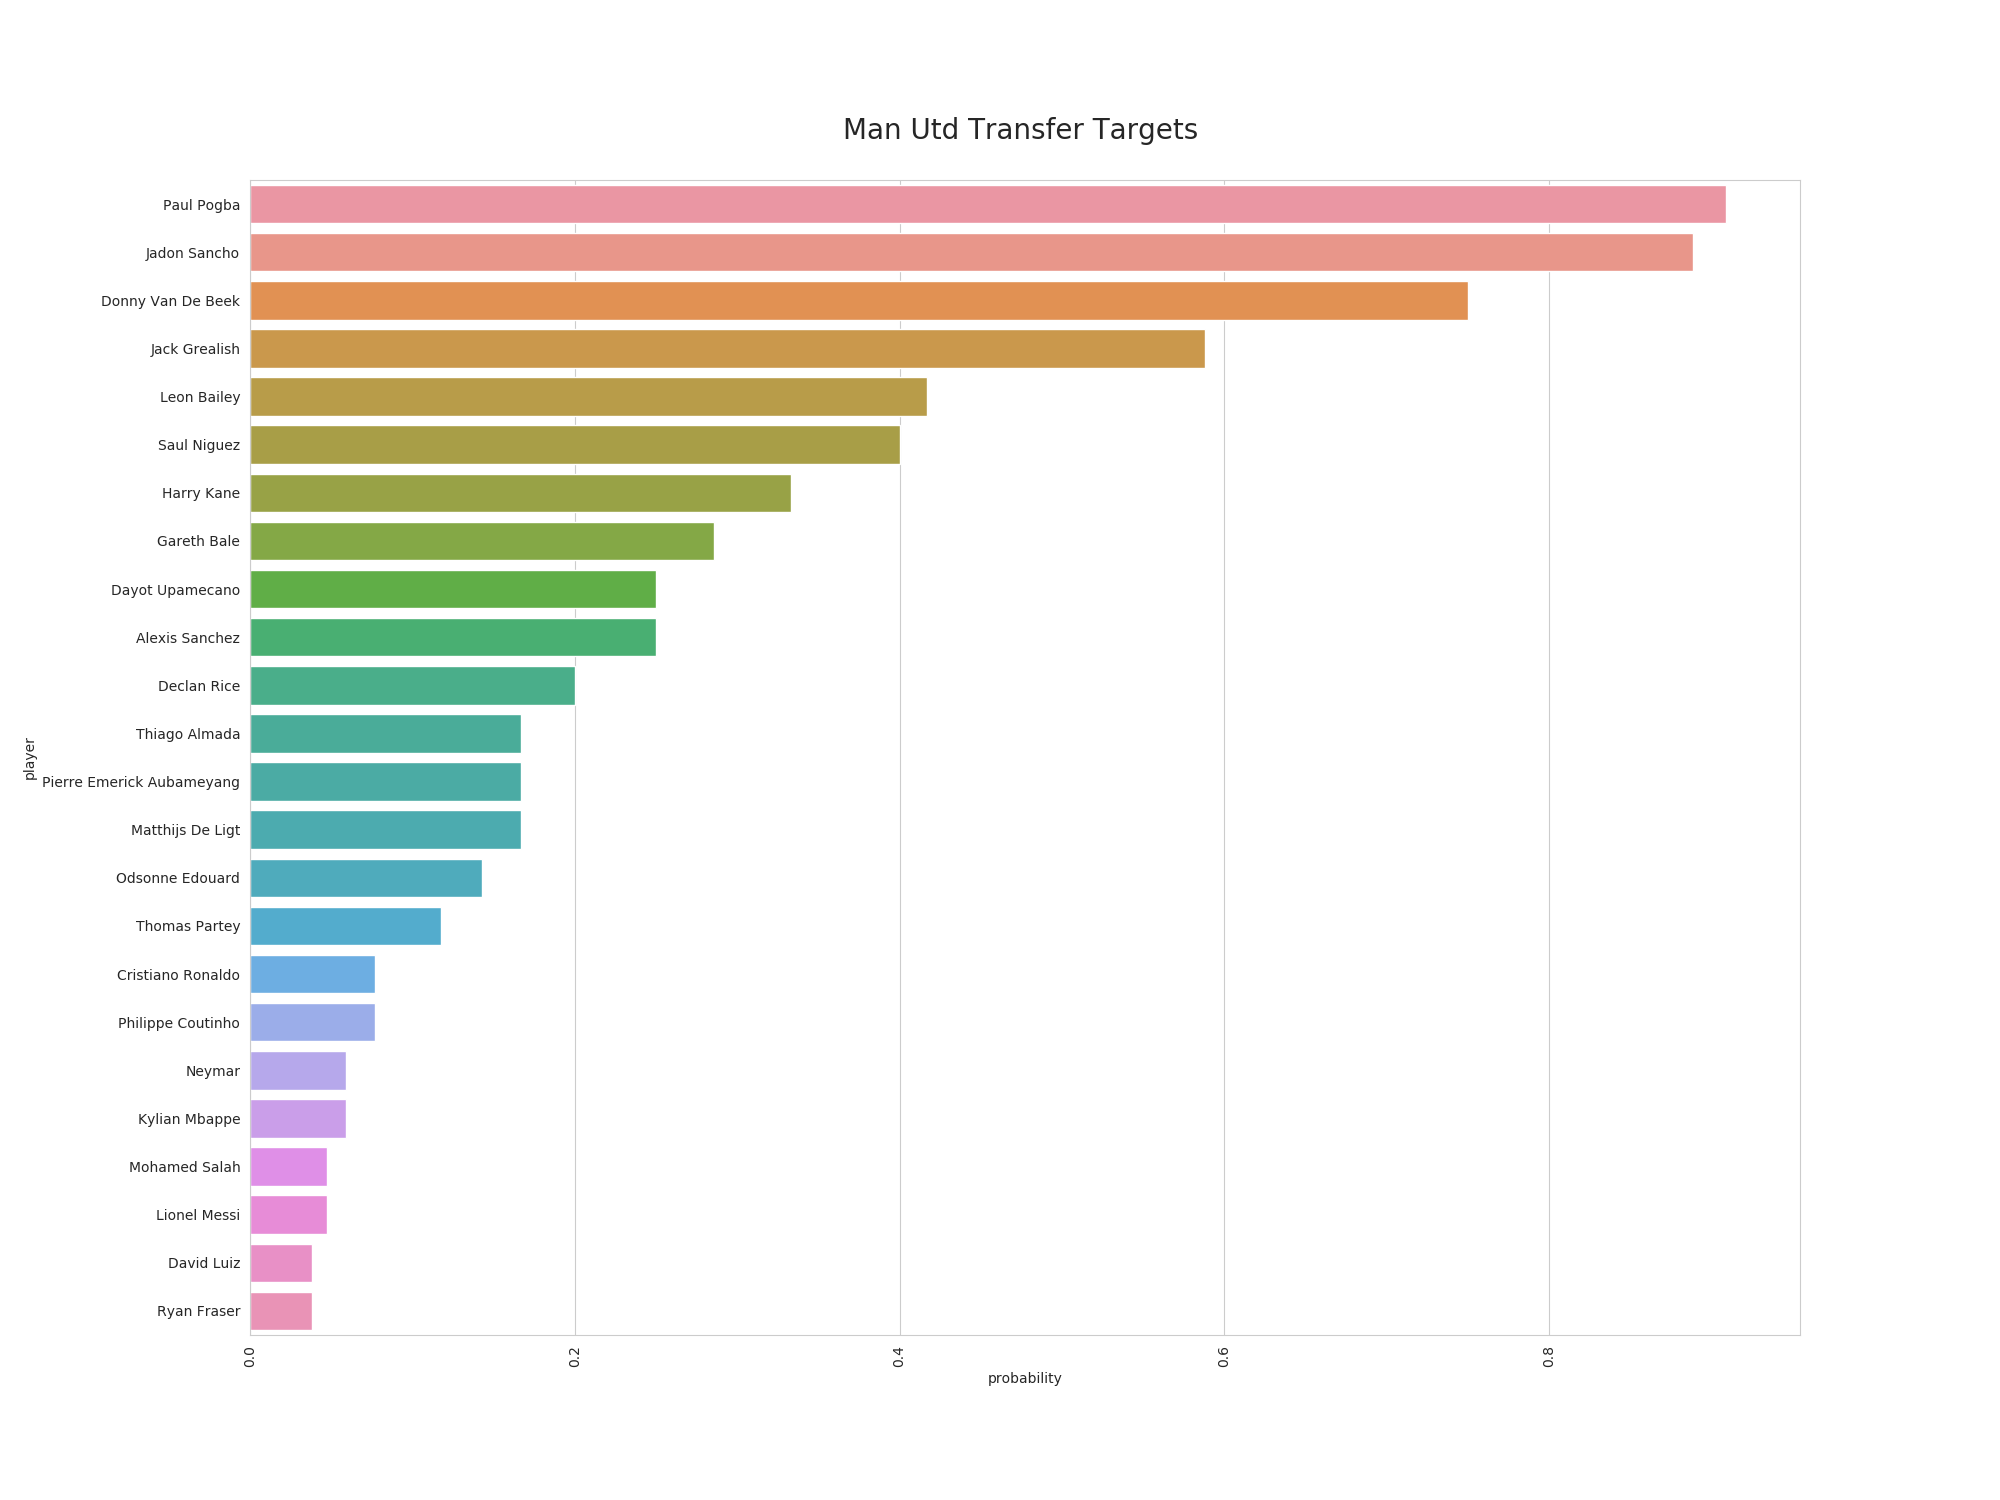 Man Utd Transfer Targets
Paul Pogba
Jadon Sancho
Donny Van De Beek
Jack Grealish
Leon Bailey
Saul Niguez
Harry Kane
Gareth Bale
Dayot Upamecano
Alexis Sanchez
Declan Rice
Thiago Almada
player
Pierre Emerick Aubameyang
Matthijs De Ligt
Odsonne Edouard
Thomas Partey
Cristiano Ronaldo
Philippe Coutinho
Neymar
Kylian Mbappe
Mohamed Salah
Lionel Messi
David Luiz
Ryan Fraser
0.0 0.2 0.4 0.6 0.8
probability